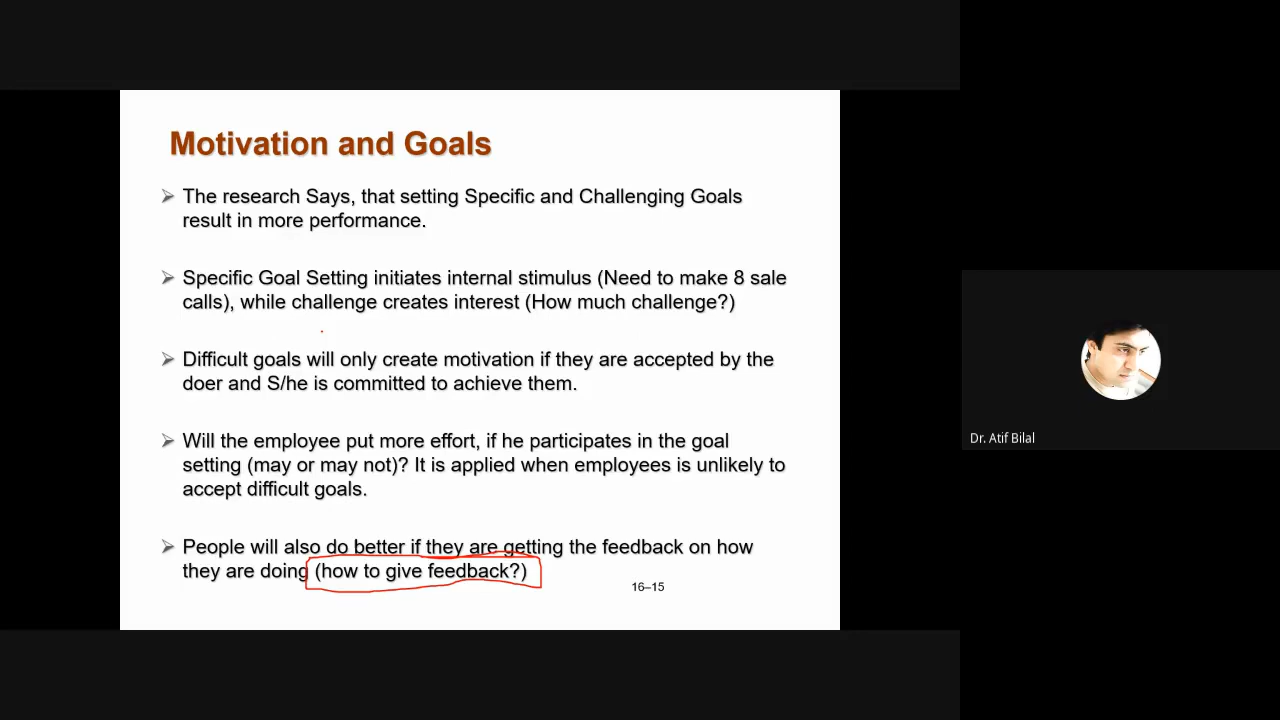 Motivation and Goals
The research Says, that setting Specific and Challenging Goals
result in more performance.
Specific Goal Setting initiates internal stimulus (Need to make 8 sale
calls), while challenge creates interest (How much challenge?)
Difficult goals will only create motivation if they are accepted by the
doer and S/he is committed to achieve them.
Will the employee put more effort, if he participates in the goal
setting (may or may not)? It is applied when employees is unlikely to
accept difficult goals.
People will also do better if they are getting the feedback on how
they are doing (how to give feedback?)
16–15
Dr. Atif Bilal